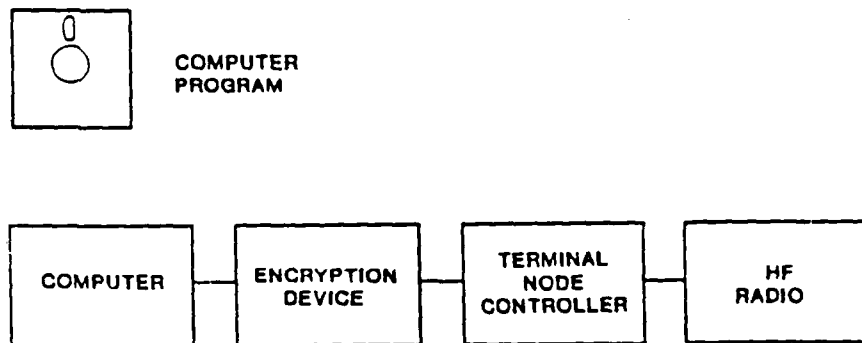 COMPUTER
PROGRAM
COMPUTER
ENCRYPTION
DEVICE
TERMINAL
NODE
CONTROLLER
HF
RADIO